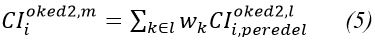 CI_i^{oked2,m} = ∑_{k∈l} w_k CI_{i,peredel}^{oked2,l} (5)